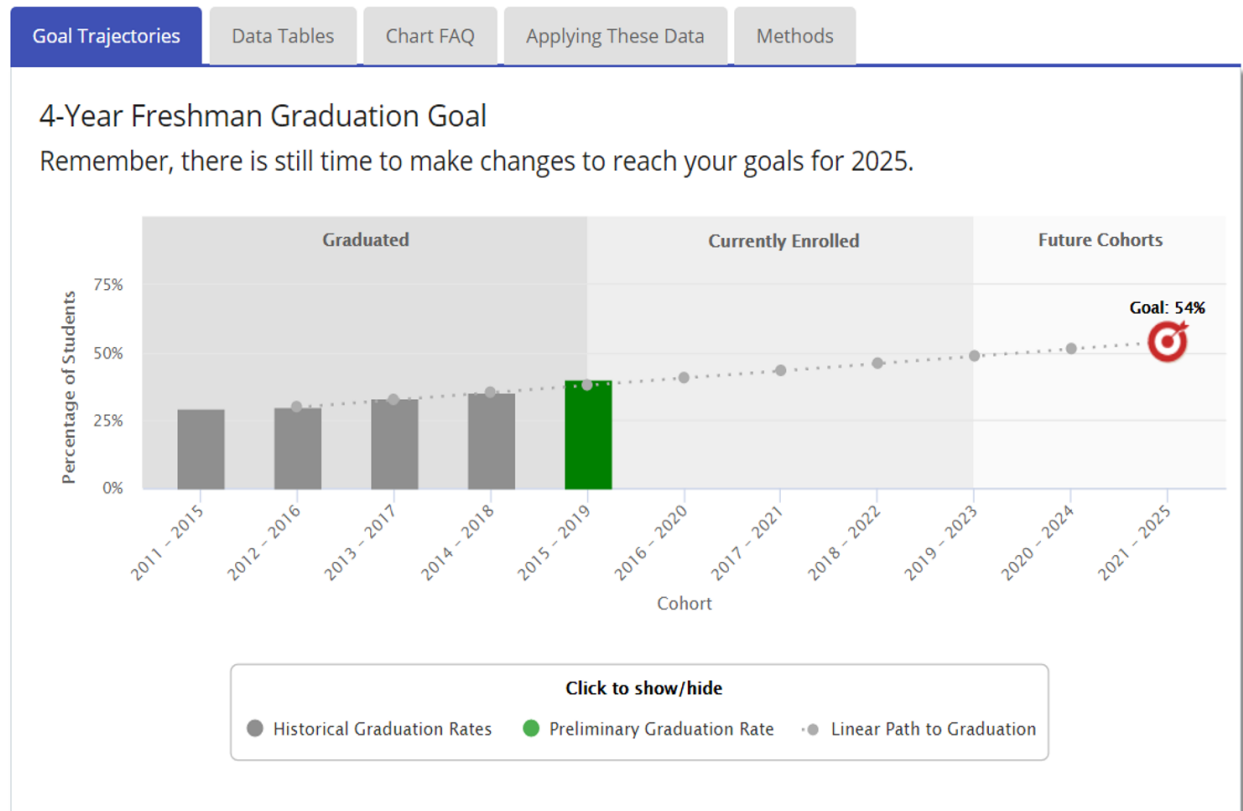 Goal Trajectories Data Tables Chart FAQ Applying These Data Methods
4-Year Freshman Graduation Goal
Remember, there is still time to make changes to reach your goals for 2025.
Graduated Currently Enrolled Future Cohorts
75%
Goal: 54%
50%
25%
0%
Percentage of Students
2011 - 2015 2012 - 2016 2013 - 2017 2014 - 2018 2015 - 2019 2016 - 2020 2017 - 2021 2018 - 2022 2019 - 2023 2020 - 2024 2021 - 2025
Cohort
Click to show/hide
Historical Graduation Rates Preliminary Graduation Rate Linear Path to Graduation